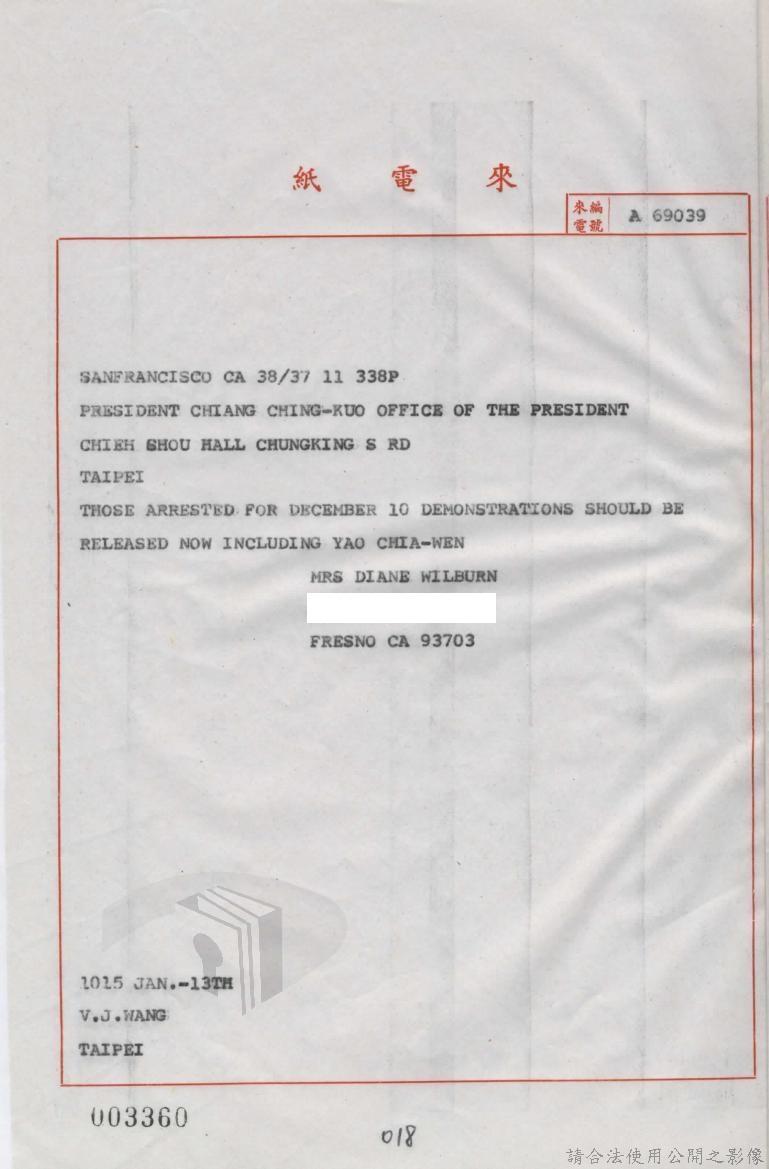 紙 電 來
來電 編號 A 69039
SANFRANCISCO CA 38/37 11 338P
PRESIDENT CHIANG CHING-KUO OFFICE OF THE PRESIDENT
CHIEH SHOU HALL CHUNGKING S RD
TAIPEI
THOSE ARRESTED FOR DECEMBER 10 DEMONSTRATIONS SHOULD BE
RELEASED NOW INCLUDING YAO CHIA-WEN
MRS DIANE WILBURN
FRESNO CA 93703
1015 JAN.-13TH
V.J.WANG
TAIPEI
003360
018
請合法使用公開之影像